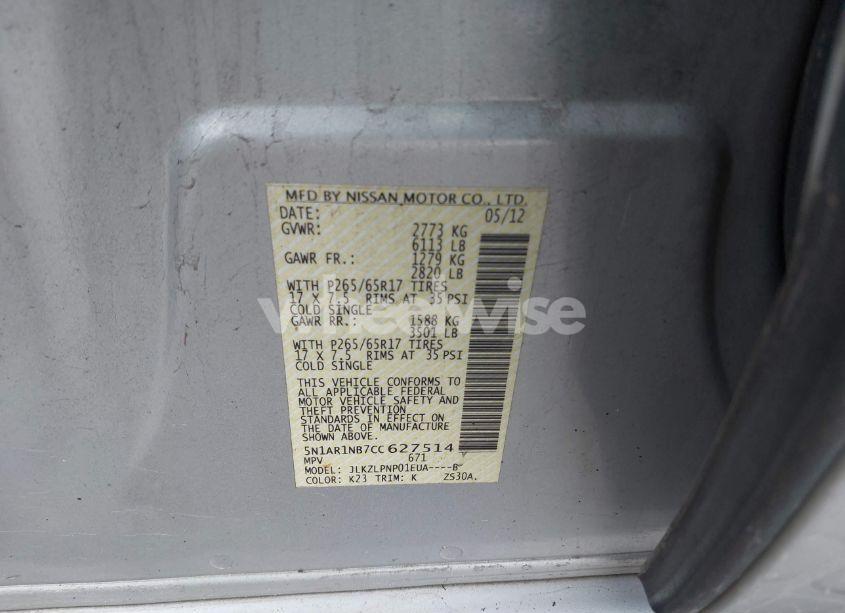 MFD BY NISSAN MOTOR CO., LTD.
DATE: 05/12
GVWR: 2773 KG
6113 LB
GAWR FR.: 1279 KG
2820 LB
WITH P265/65R17 TIRES
17 X 7.5 RIMS AT 35 PSI
COLD SINGLE
GAWR RR.: 1588 KG
3501 LB
WITH P265/65R17 TIRES
17 X 7.5 RIMS AT 35 PSI
COLD SINGLE
THIS VEHICLE CONFORMS TO
ALL APPLICABLE FEDERAL
MOTOR VEHICLE SAFETY AND
THEFT PREVENTION
STANDARDS IN EFFECT ON
THE DATE OF MANUFACTURE
SHOWN ABOVE.
5N1AR1NB7CC627514
MPV 671
MODEL: JLKZLPNP01EUA----B
COLOR: K23 TRIM: K ZS30A.
wheelwise